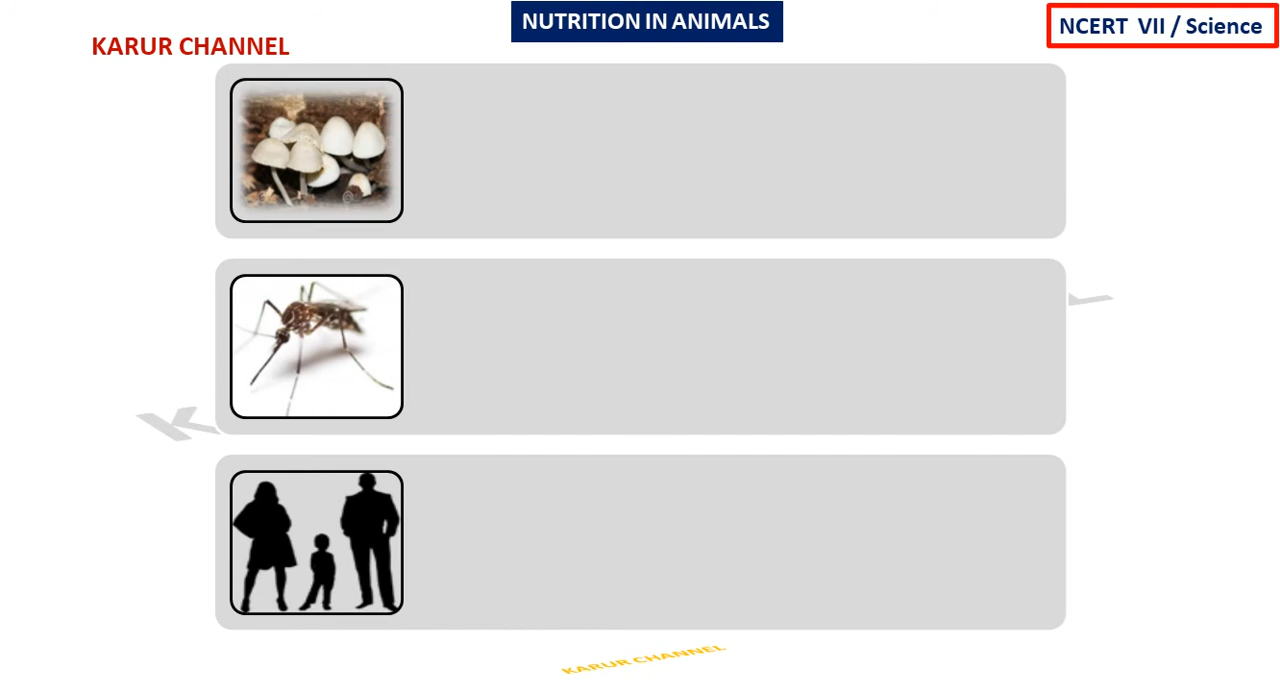 NUTRITION IN ANIMALS
NCERT VII / Science
KARUR CHANNEL
KARUR CHANNEL